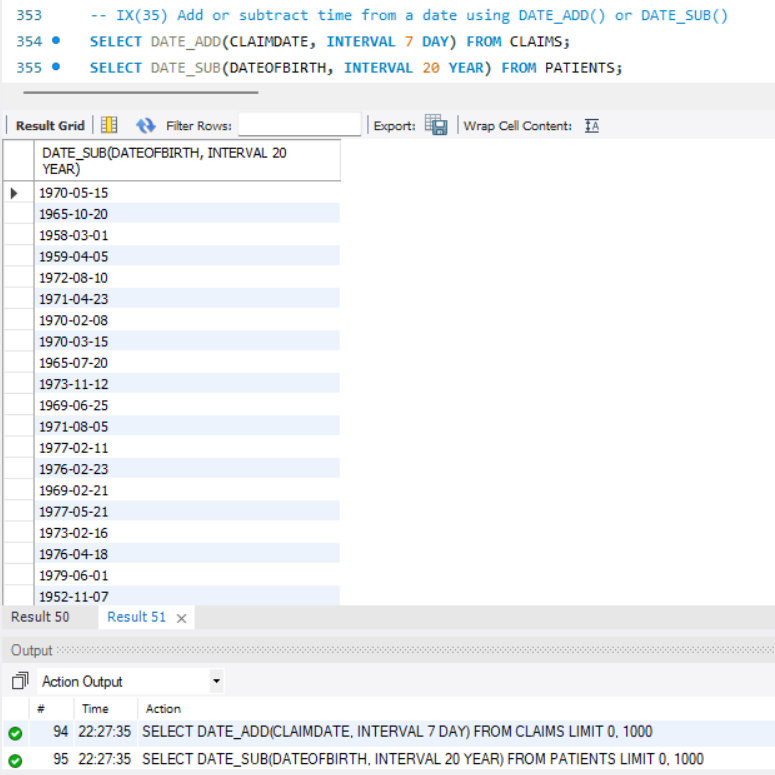 353 -- IX(35) Add or subtract time from a date using DATE_ADD() or DATE_SUB()
354 SELECT DATE_ADD(CLAIMDATE, INTERVAL 7 DAY) FROM CLAIMS;
355 SELECT DATE_SUB(DATEOFBIRTH, INTERVAL 20 YEAR) FROM PATIENTS;
Result Grid Filter Rows: Export: Wrap Cell Content: IA
DATE_SUB(DATEOFBIRTH, INTERVAL 20
YEAR)
1970-05-15
1965-10-20
1958-03-01
1959-04-05
1972-08-10
1971-04-23
1970-02-08
1970-03-15
1965-07-20
1973-11-12
1969-06-25
1971-08-05
1977-02-11
1976-02-23
1969-02-21
1977-05-21
1973-02-16
1976-04-18
1979-06-01
1952-11-07
Result 50 Result 51
Output
Action Output
# Time Action
94 22:27:35 SELECT DATE_ADD(CLAIMDATE, INTERVAL 7 DAY) FROM CLAIMS LIMIT 0, 1000
95 22:27:35 SELECT DATE_SUB(DATEOFBIRTH, INTERVAL 20 YEAR) FROM PATIENTS LIMIT 0, 1000